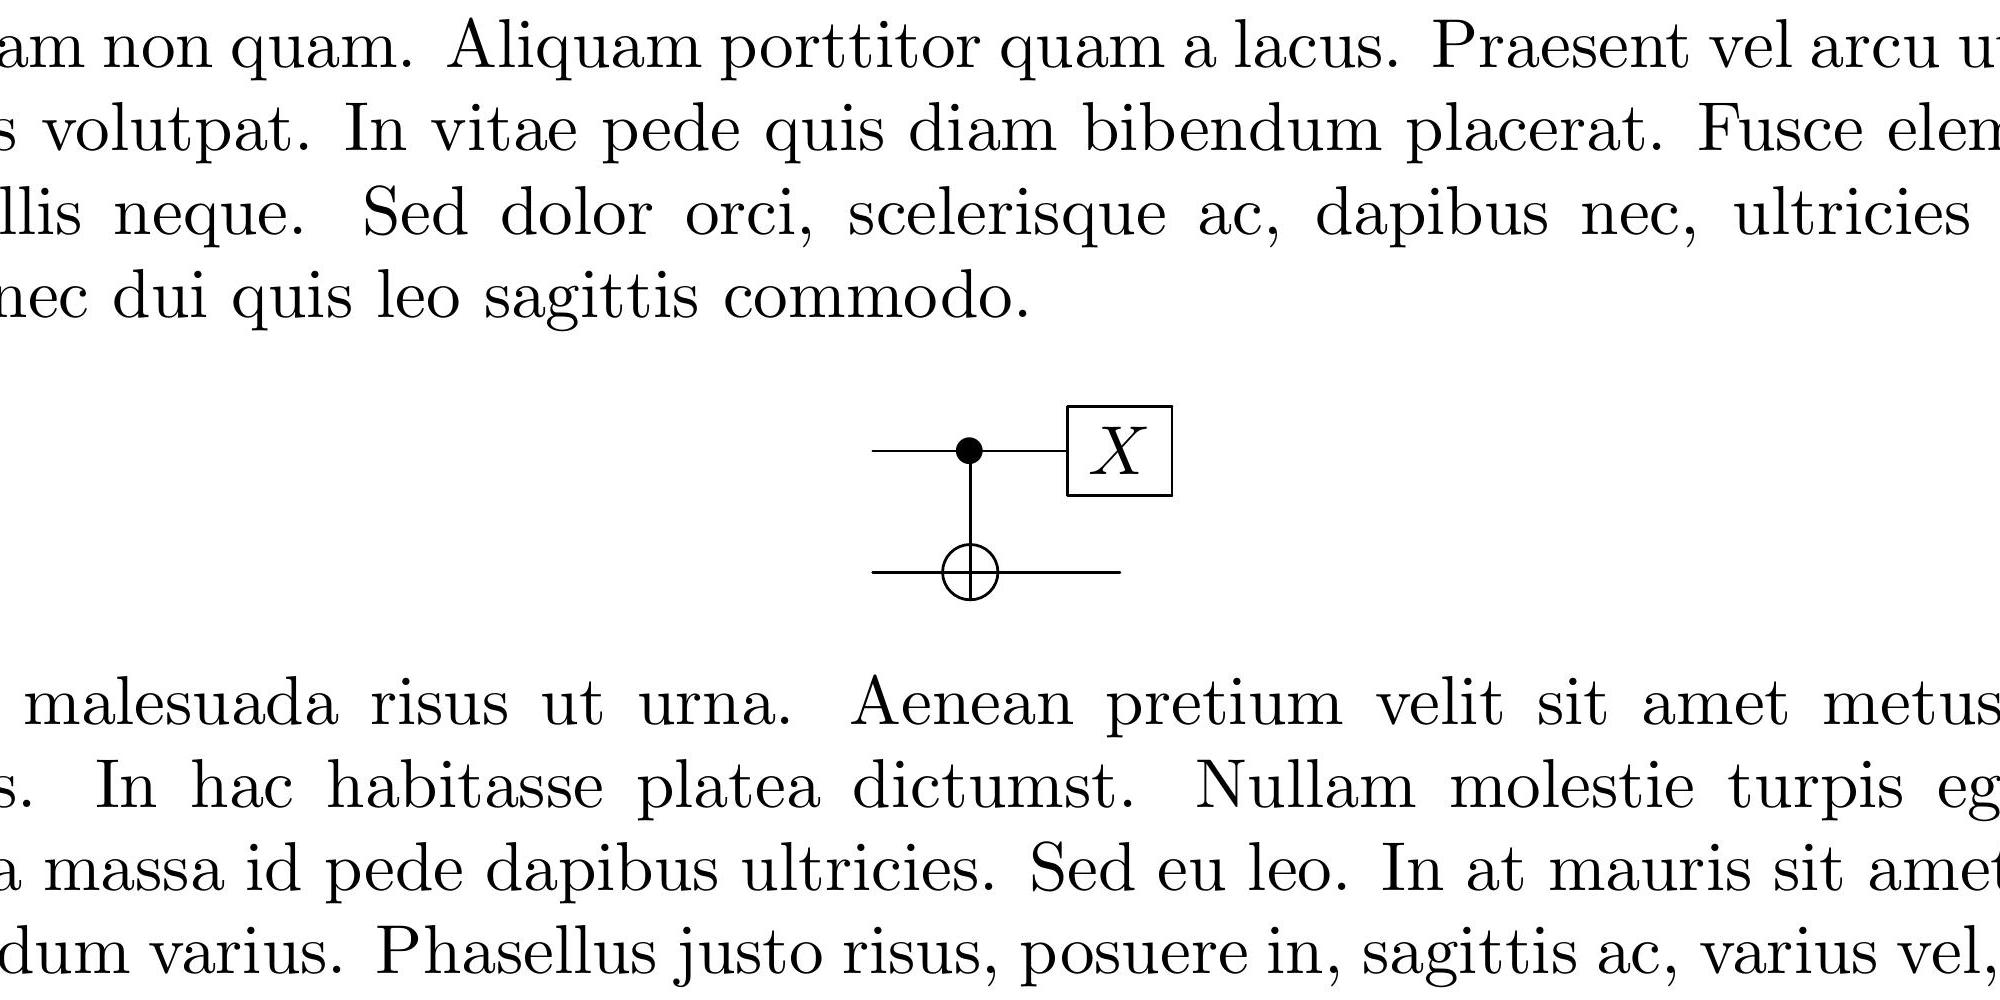 am non quam. Aliquam porttitor quam a lacus. Praesent vel arcu ut
s volutpat. In vitae pede quis diam bibendum placerat. Fusce elem
llis neque. Sed dolor orci, scelerisque ac, dapibus nec, ultricies
nec dui quis leo sagittis commodo.
X
malesuada risus ut urna. Aenean pretium velit sit amet metus
s. In hac habitasse platea dictumst. Nullam molestie turpis eg
a massa id pede dapibus ultricies. Sed eu leo. In at mauris sit amet
dum varius. Phasellus justo risus, posuere in, sagittis ac, varius vel,